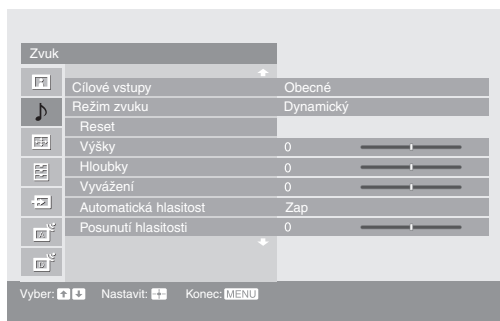 Zvuk
Cílové vstupy Obecné
Režim zvuku Dynamický
Reset
Výšky 0
Hloubky 0
Vyvážení 0
Automatická hlasitost Zap
Posunutí hlasitosti 0
Vyber: Nastavit: Konec: MENU